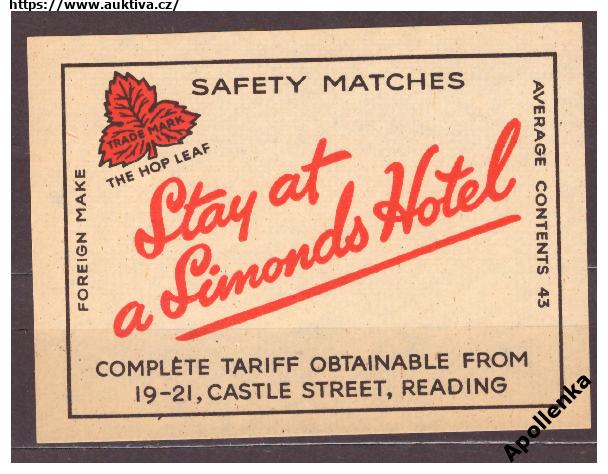 https://www.auktiva.cz/
SAFETY MATCHES
TRADE MARK
THE HOP LEAF
FOREIGN MAKE
AVERAGE CONTENTS 43
Stay at
a Simonds Hotel
COMPLETE TARIFF OBTAINABLE FROM
19-21, CASTLE STREET, READING
Apollenka